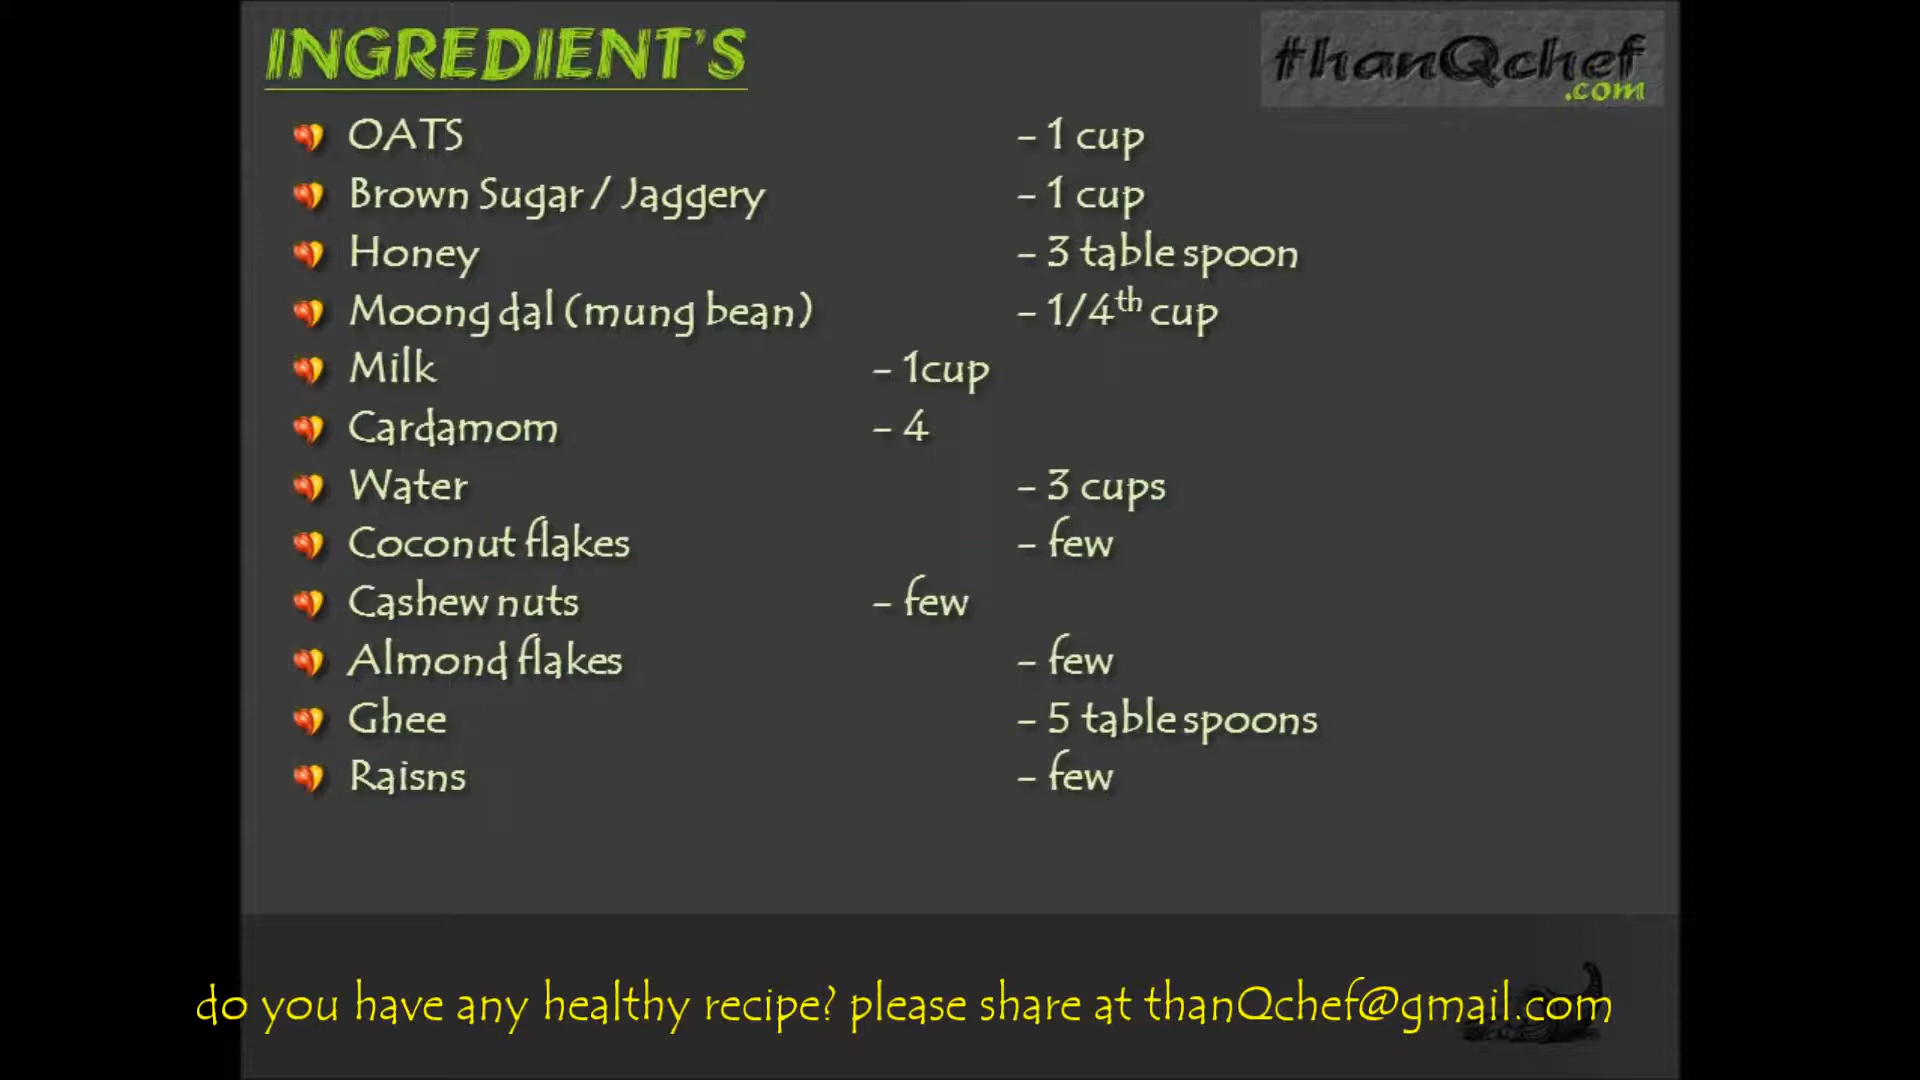 INGREDIENT'S
thanQchef
.com
OATS - 1 cup
Brown Sugar / Jaggery - 1 cup
Honey - 3 table spoon
Moong dal (mung bean) - 1/4th cup
Milk - 1cup
Cardamom - 4
Water - 3 cups
Coconut flakes - few
Cashew nuts - few
Almond flakes - few
Ghee - 5 table spoons
Raisns - few
do you have any healthy recipe? please share at thanQchef@gmail.com